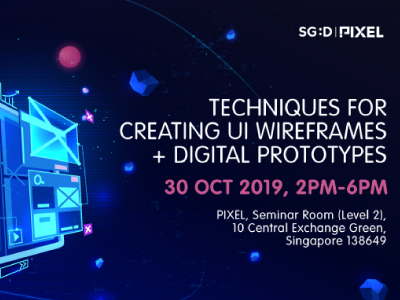 SG:D | PIXEL
TECHNIQUES FOR
CREATING UI WIREFRAMES
+ DIGITAL PROTOTYPES
30 OCT 2019, 2PM-6PM
PIXEL, Seminar Room (Level 2),
10 Central Exchange Green,
Singapore 138649